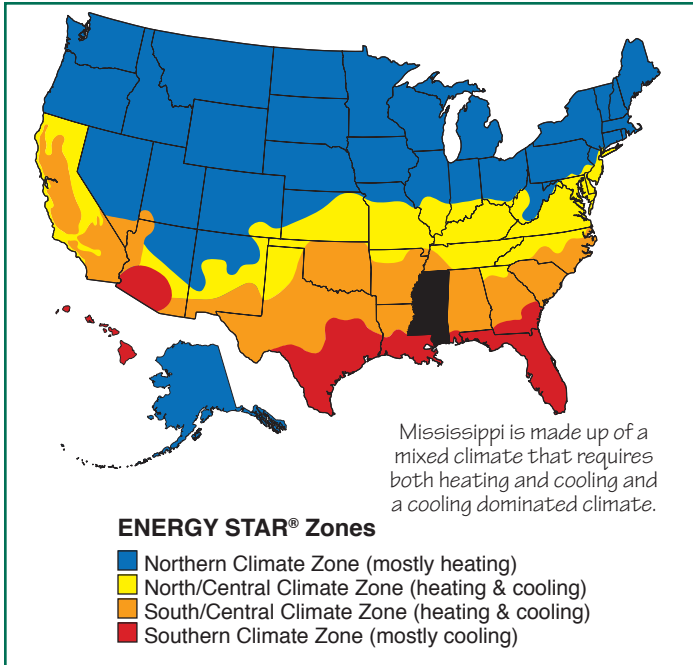 Mississippi is made up of a
mixed climate that requires
both heating and cooling and
a cooling dominated climate.
ENERGY STAR® Zones
Northern Climate Zone (mostly heating)
North/Central Climate Zone (heating & cooling)
South/Central Climate Zone (heating & cooling)
Southern Climate Zone (mostly cooling)